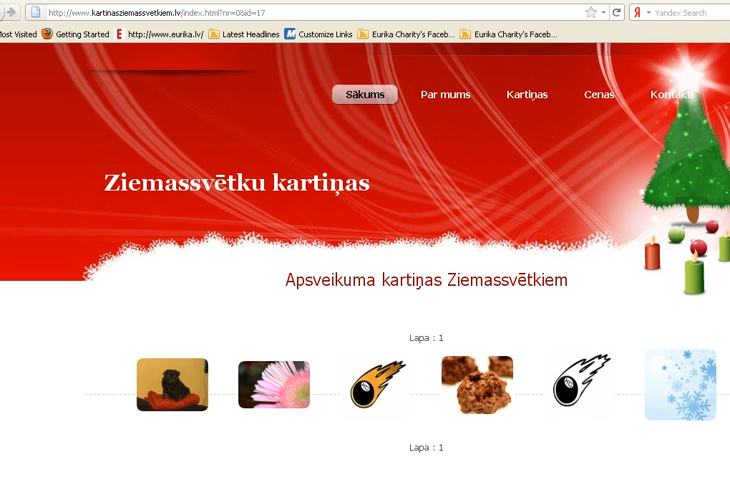 http://www.kartinasziemassvetkiem.lv/index.html?nr=0&id=17
Yandex Search
Most Visited Getting Started http://www.eurika.lv/ Latest Headlines Customize Links Eurika Charity's Faceb... Eurika Charity's Faceb...
Sākums Par mums Kartiņas Cenas Kontakti
Ziemassvētku kartiņas
Apsveikuma kartiņas Ziemassvētkiem
Lapa : 1
Lapa : 1